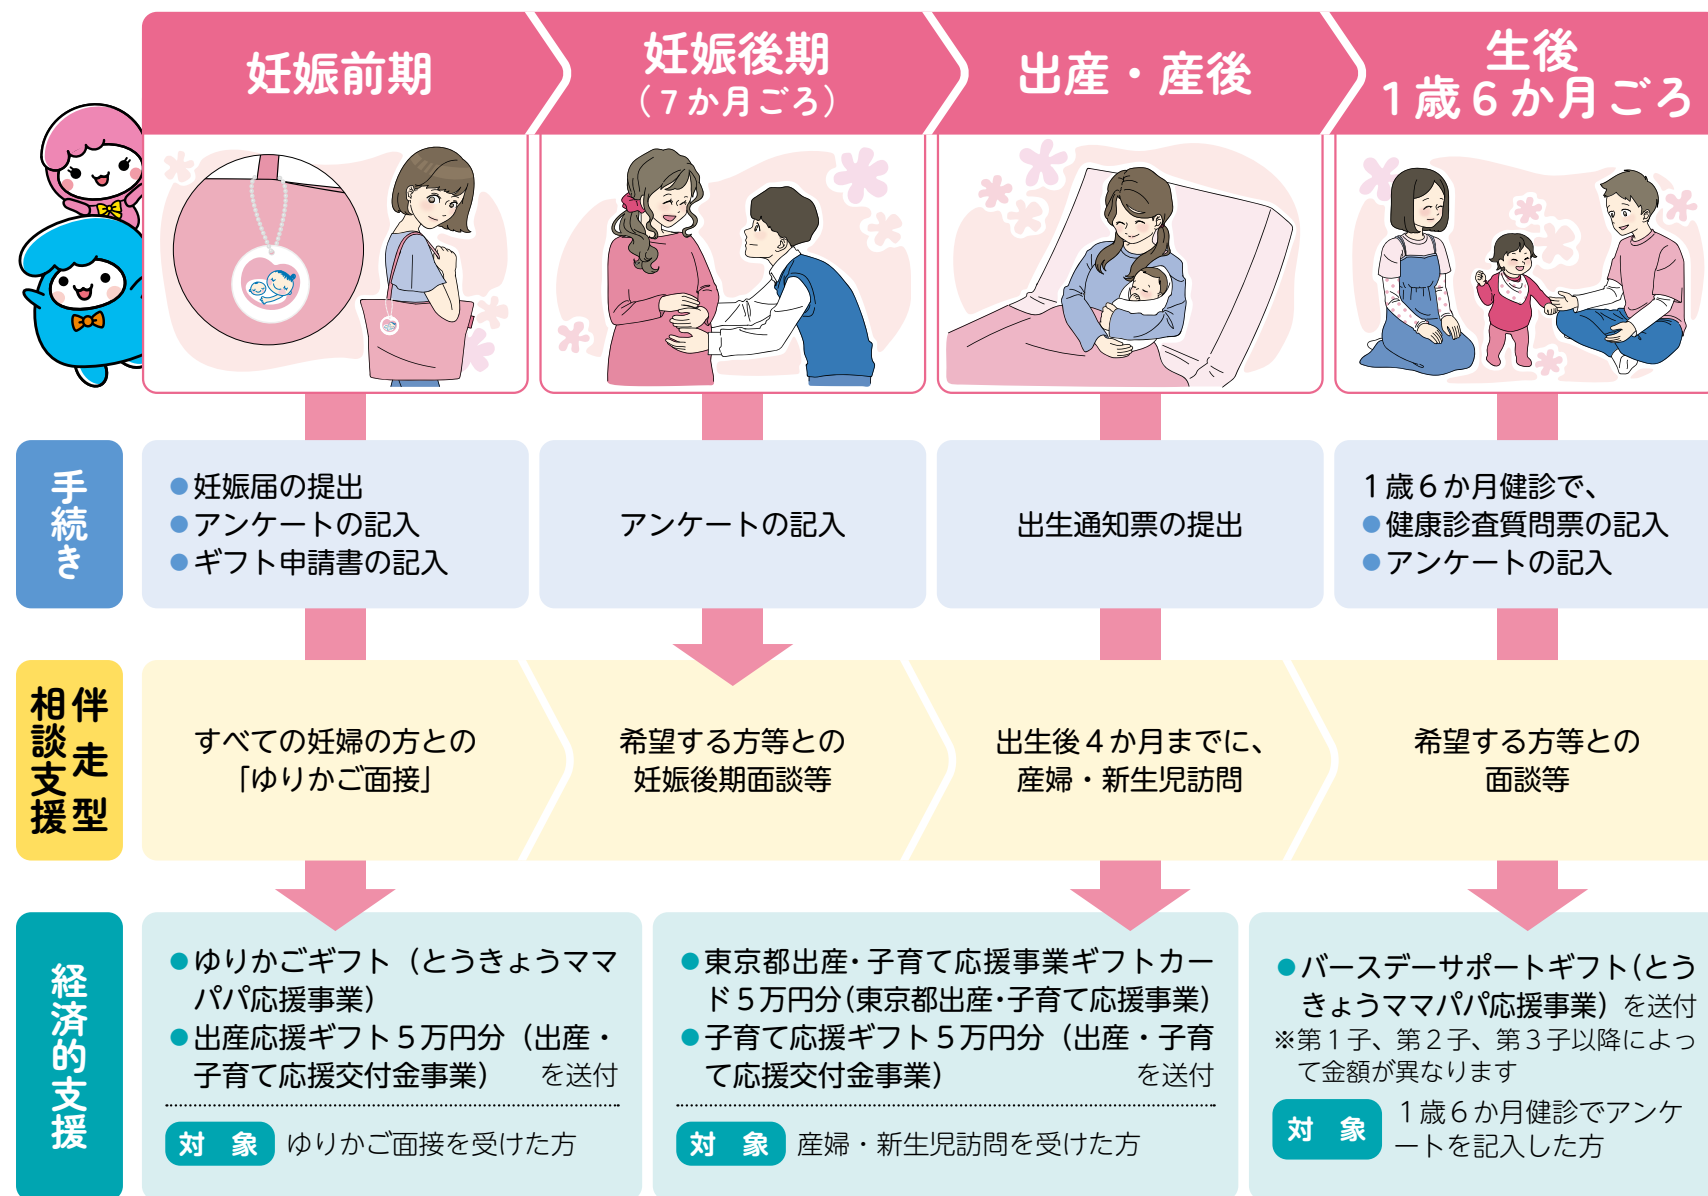 妊娠前期
妊娠後期
（７か月ごろ）
出産・産後
生後
１歳６か月ごろ
手続き
●妊娠届の提出
●アンケートの記入
●ギフト申請書の記入
アンケートの記入
出生通知票の提出
１歳６か月健診で、
●健康診査質問票の記入
●アンケートの記入
伴走型
相談支援
すべての妊婦の方との
「ゆりかご面接」
希望する方等との
妊娠後期面談等
出生後４か月までに、
産婦・新生児訪問
希望する方等との
面談等
経済的支援
●ゆりかごギフト（とうきょうママ
パパ応援事業）
●出産応援ギフト５万円分（出産・
子育て応援交付金事業）　を送付
対　象　ゆりかご面接を受けた方
●東京都出産・子育て応援事業ギフトカー
ド５万円分（東京都出産・子育て応援事業）
●子育て応援ギフト５万円分（出産・子育
て応援交付金事業）　を送付
対　象　産婦・新生児訪問を受けた方
●バースデーサポートギフト（とう
きょうママパパ応援事業）を送付
※第１子、第２子、第３子以降によっ
て金額が異なります
対　象　１歳６か月健診でアンケ
ートを記入した方